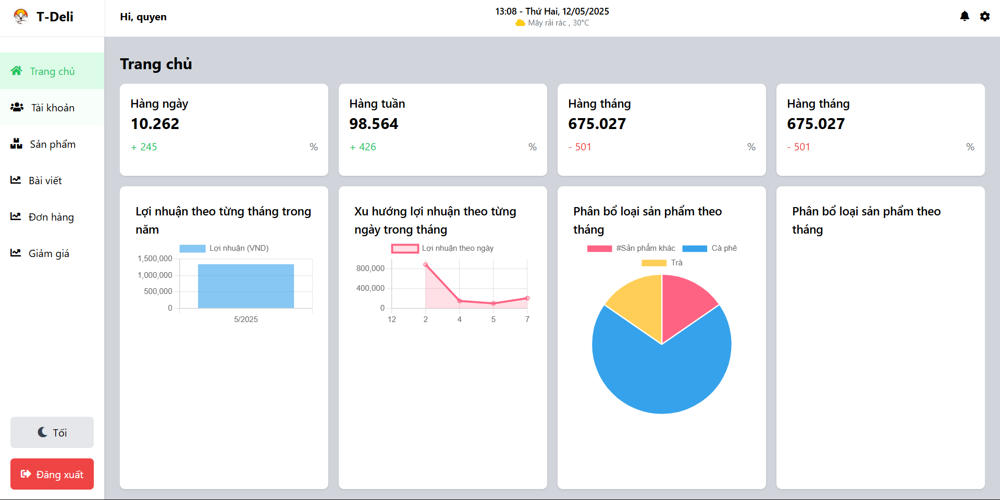 T-Deli
Hi, quyen
13:08 - Thứ Hai, 12/05/2025
Mây rải rác , 30°C
Trang chủ
Tài khoản
Sản phẩm
Bài viết
Đơn hàng
Giảm giá
Tối
Đăng xuất
Trang chủ
Hàng ngày
10.262
+ 245 %
Hàng tuần
98.564
+ 426 %
Hàng tháng
675.027
- 501 %
Hàng tháng
675.027
- 501 %
Lợi nhuận theo từng tháng trong
năm
Lợi nhuận (VND)
1,500,000
1,000,000
500,000
0
5/2025
Xu hướng lợi nhuận theo từng
ngày trong tháng
Lợi nhuận theo ngày
800,000
400,000
0
12 2 4 5 7
Phân bổ loại sản phẩm theo
tháng
#Sản phẩm khác Cà phê
Trà
Phân bổ loại sản phẩm theo
tháng